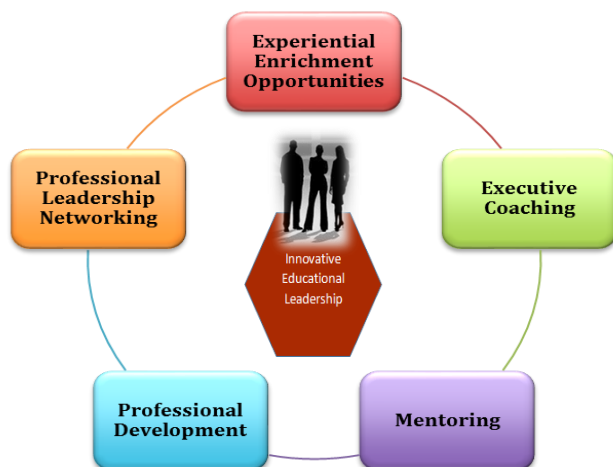 Experiential
Enrichment
Opportunities
Professional
Leadership
Networking
Executive
Coaching
Innovative
Educational
Leadership
Professional
Development
Mentoring